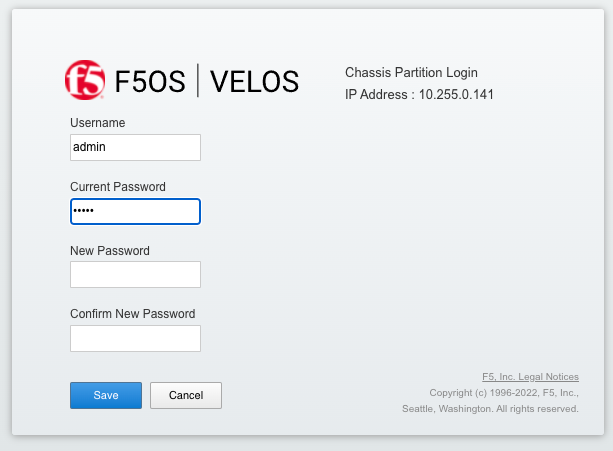 f5 F5OS | VELOS
Chassis Partition Login
IP Address : 10.255.0.141
Username
admin
Current Password
•••••
New Password
Confirm New Password
Save
Cancel
F5, Inc. Legal Notices
Copyright (c) 1996-2022, F5, Inc.,
Seattle, Washington. All rights reserved.